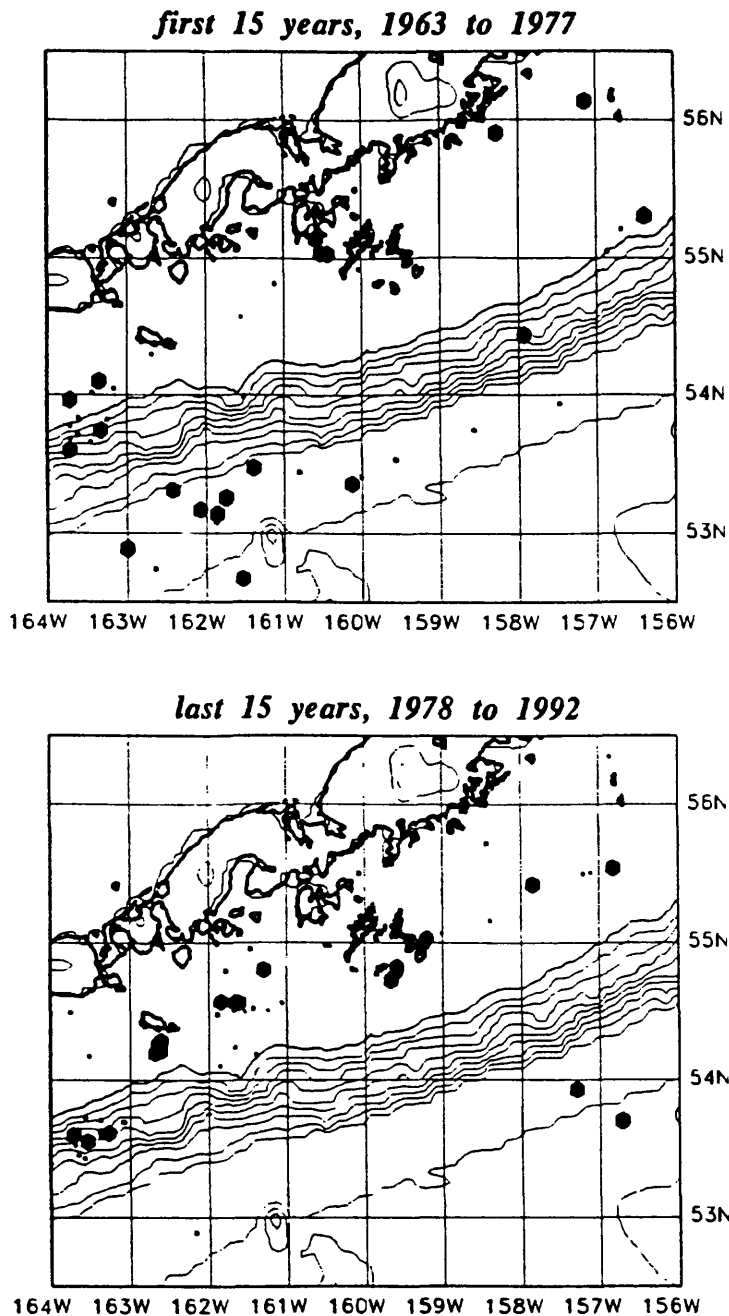 first 15 years, 1963 to 1977
56N
55N
54N
53N
164W 163W 162W 161W 160W 159W 158W 157W 156W
last 15 years, 1978 to 1992
56N
55N
54N
53N
164W 163W 162W 161W 160W 159W 158W 157W 156W